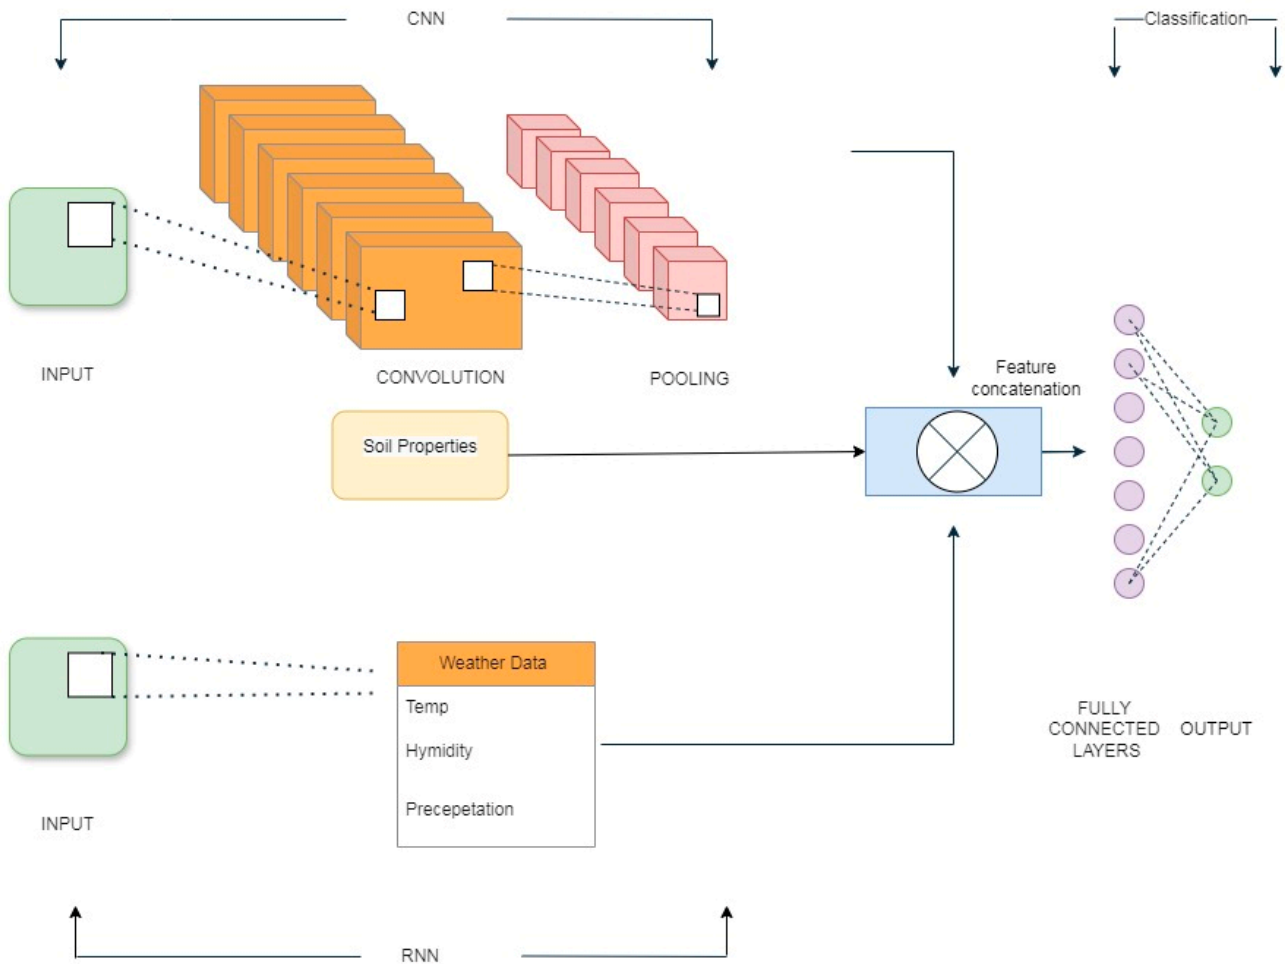 CNN
Classification
INPUT
CONVOLUTION
POOLING
Feature
concatenation
Soil Properties
Weather Data
Temp
Hymidity
Precepetation
INPUT
FULLY
CONNECTED
LAYERS
OUTPUT
RNN